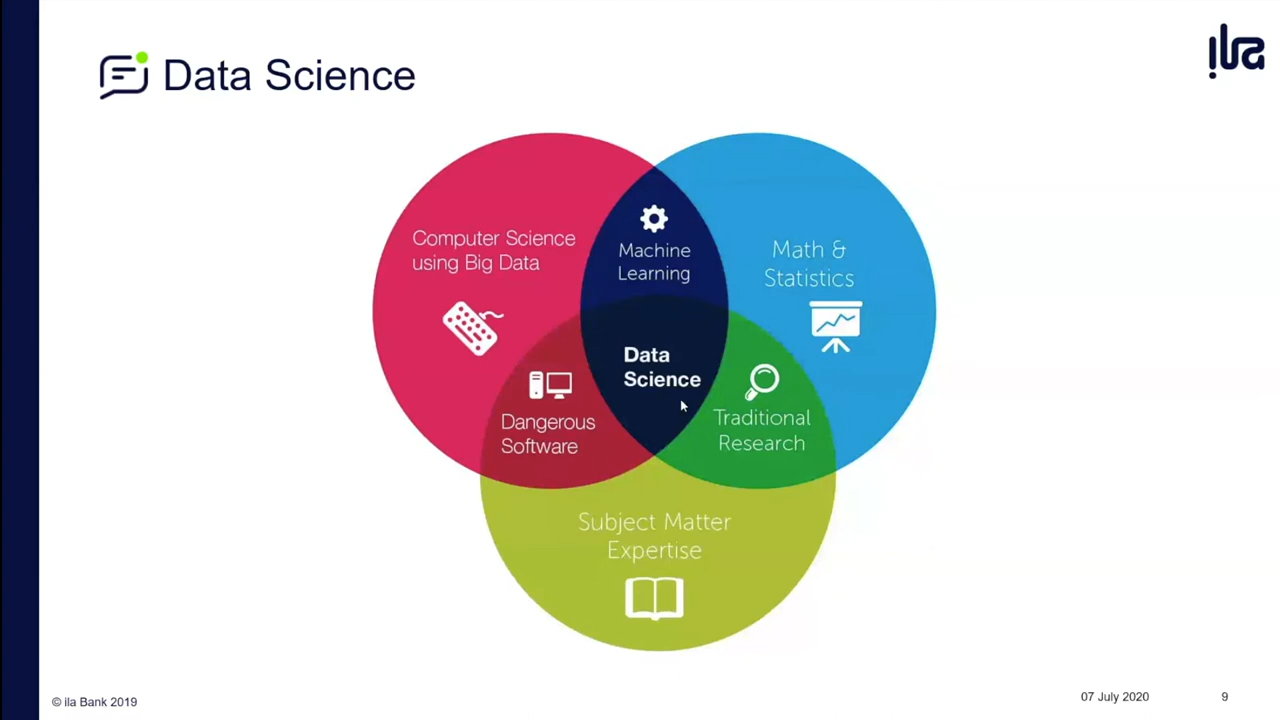 Data Science
ila
Computer Science
using Big Data
Machine
Learning
Math &
Statistics
Data
Science
Dangerous
Software
Traditional
Research
Subject Matter
Expertise
© ila Bank 2019
07 July 2020
9